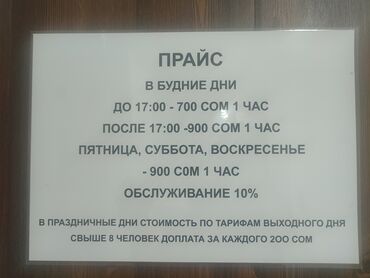 ПРАЙС
В БУДНИЕ ДНИ
ДО 17:00 - 700 СОМ 1 ЧАС
ПОСЛЕ 17:00 -900 СОМ 1 ЧАС
ПЯТНИЦА, СУББОТА, ВОСКРЕСЕНЬЕ
- 900 СОМ 1 ЧАС
ОБСЛУЖИВАНИЕ 10%
В ПРАЗДНИЧНЫЕ ДНИ СТОИМОСТЬ ПО ТАРИФАМ ВЫХОДНОГО ДНЯ
СВЫШЕ 8 ЧЕЛОВЕК ДОПЛАТА ЗА КАЖДОГО 2ОО СОМ